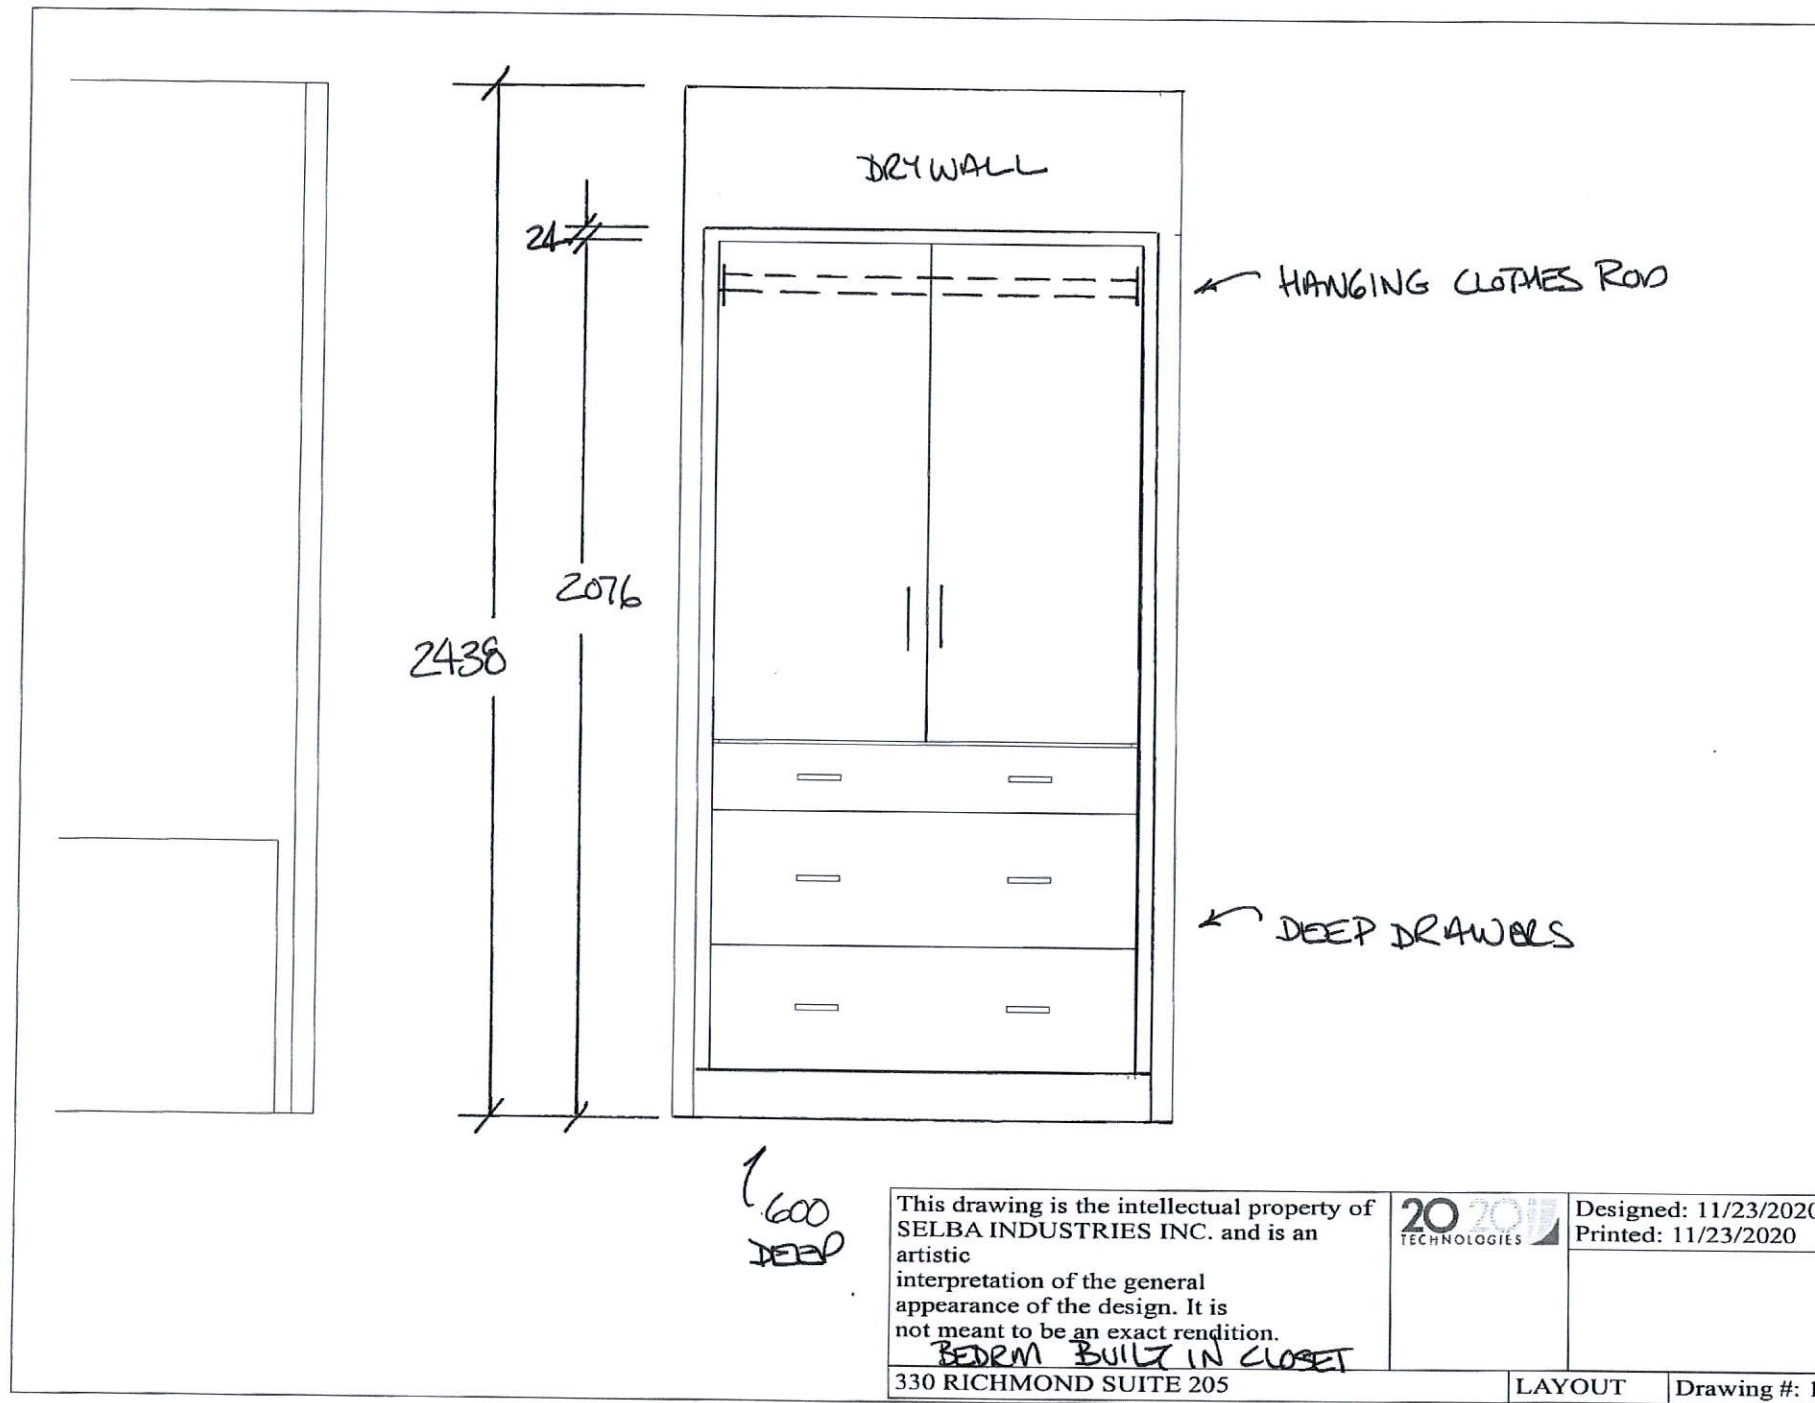 DRYWALL
24
HANGING CLOTHES ROD
2076
2438
DEEP DRAWERS
600
DEEP
This drawing is the intellectual property of
SELBA INDUSTRIES INC. and is an
artistic
interpretation of the general
appearance of the design. It is
not meant to be an exact rendition.
BEDRM BUILT IN CLOSET
20 20
TECHNOLOGIES
Designed: 11/23/2020
Printed: 11/23/2020
330 RICHMOND SUITE 205
LAYOUT
Drawing #: 1